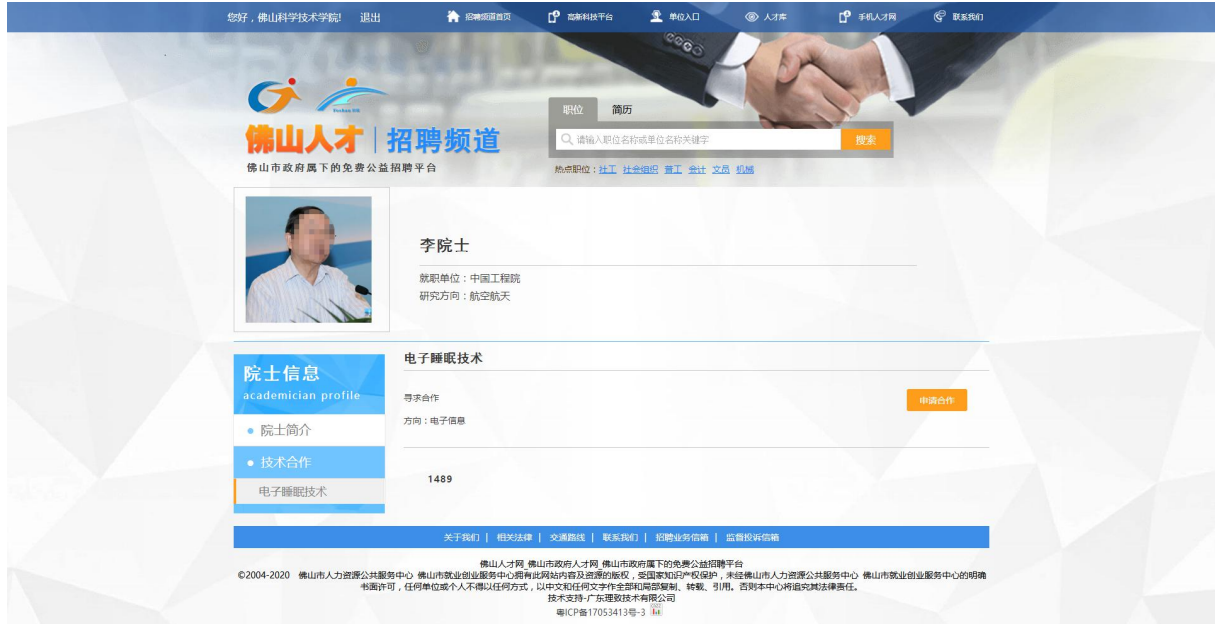 您好，佛山科学技术学院! 退出 招聘频道首页 高新科技平台 单位入口 人才库 手机人才网 联系我们
职位 简历
佛山人才 招聘频道
请输入职位名称或单位名称关键字 搜索
佛山市政府属下的免费公益招聘平台
热点职位：社工 社会组织 普工 会计 文员 机械
李院士
就职单位：中国工程院
研究方向：航空航天
院士信息
academician profile
院士简介
技术合作
电子睡眠技术
电子睡眠技术
寻求合作
申请合作
方向：电子信息
1489
关于我们 | 相关法律 | 交通路线 | 联系我们 | 招聘业务信箱 | 监督投诉信箱
佛山人才网_佛山市政府人才网_佛山市政府属下的免费公益招聘平台
©2004-2020 佛山市人力资源公共服务中心 佛山市就业创业服务中心拥有此网站内容及资源的版权，受国家知识产权保护，未经佛山市人力资源公共服务中心 佛山市就业创业服务中心的明确
书面许可，任何单位或个人不得以任何方式，以中文和任何文字作全部和局部复制、转载、引用。否则本中心将追究其法律责任。
技术支持-广东理致技术有限公司
粤ICP备17053413号-3